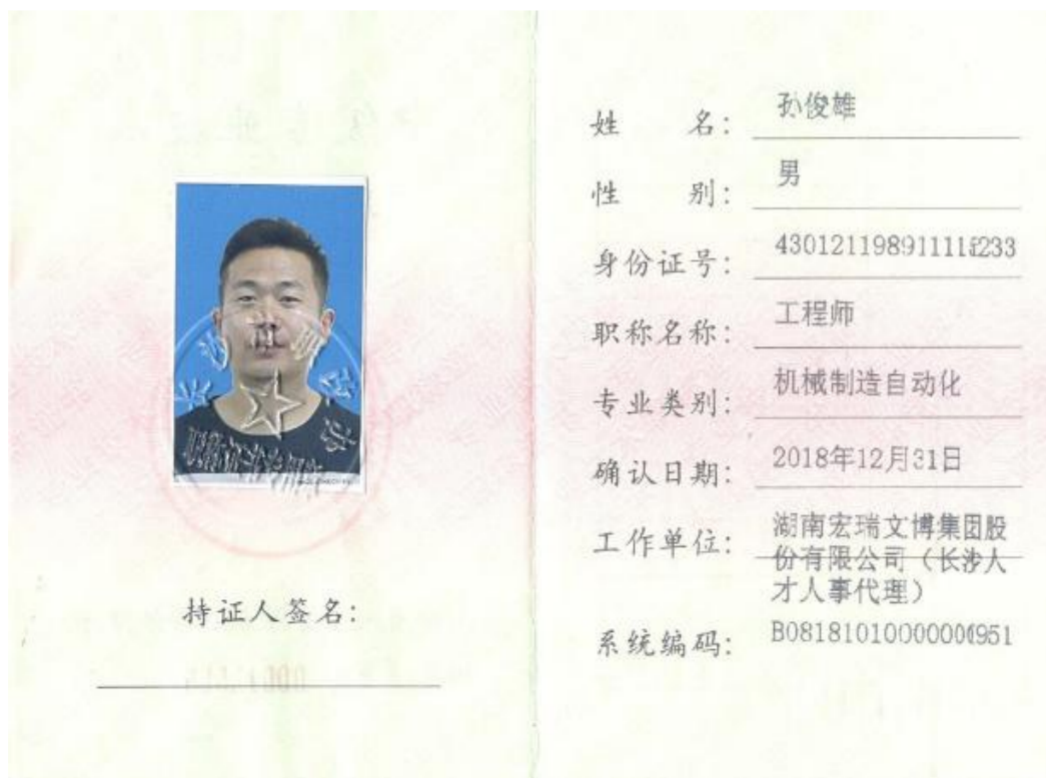 持证人签名:
姓 名: 孙俊雄
性 别: 男
身份证号:
职称名称: 工程师
专业类别: 机械制造自动化
确认日期: 2018年12月31日
工作单位: 湖南宏瑞文博集团股
份有限公司（长沙人
才人事代理）
系统编码: